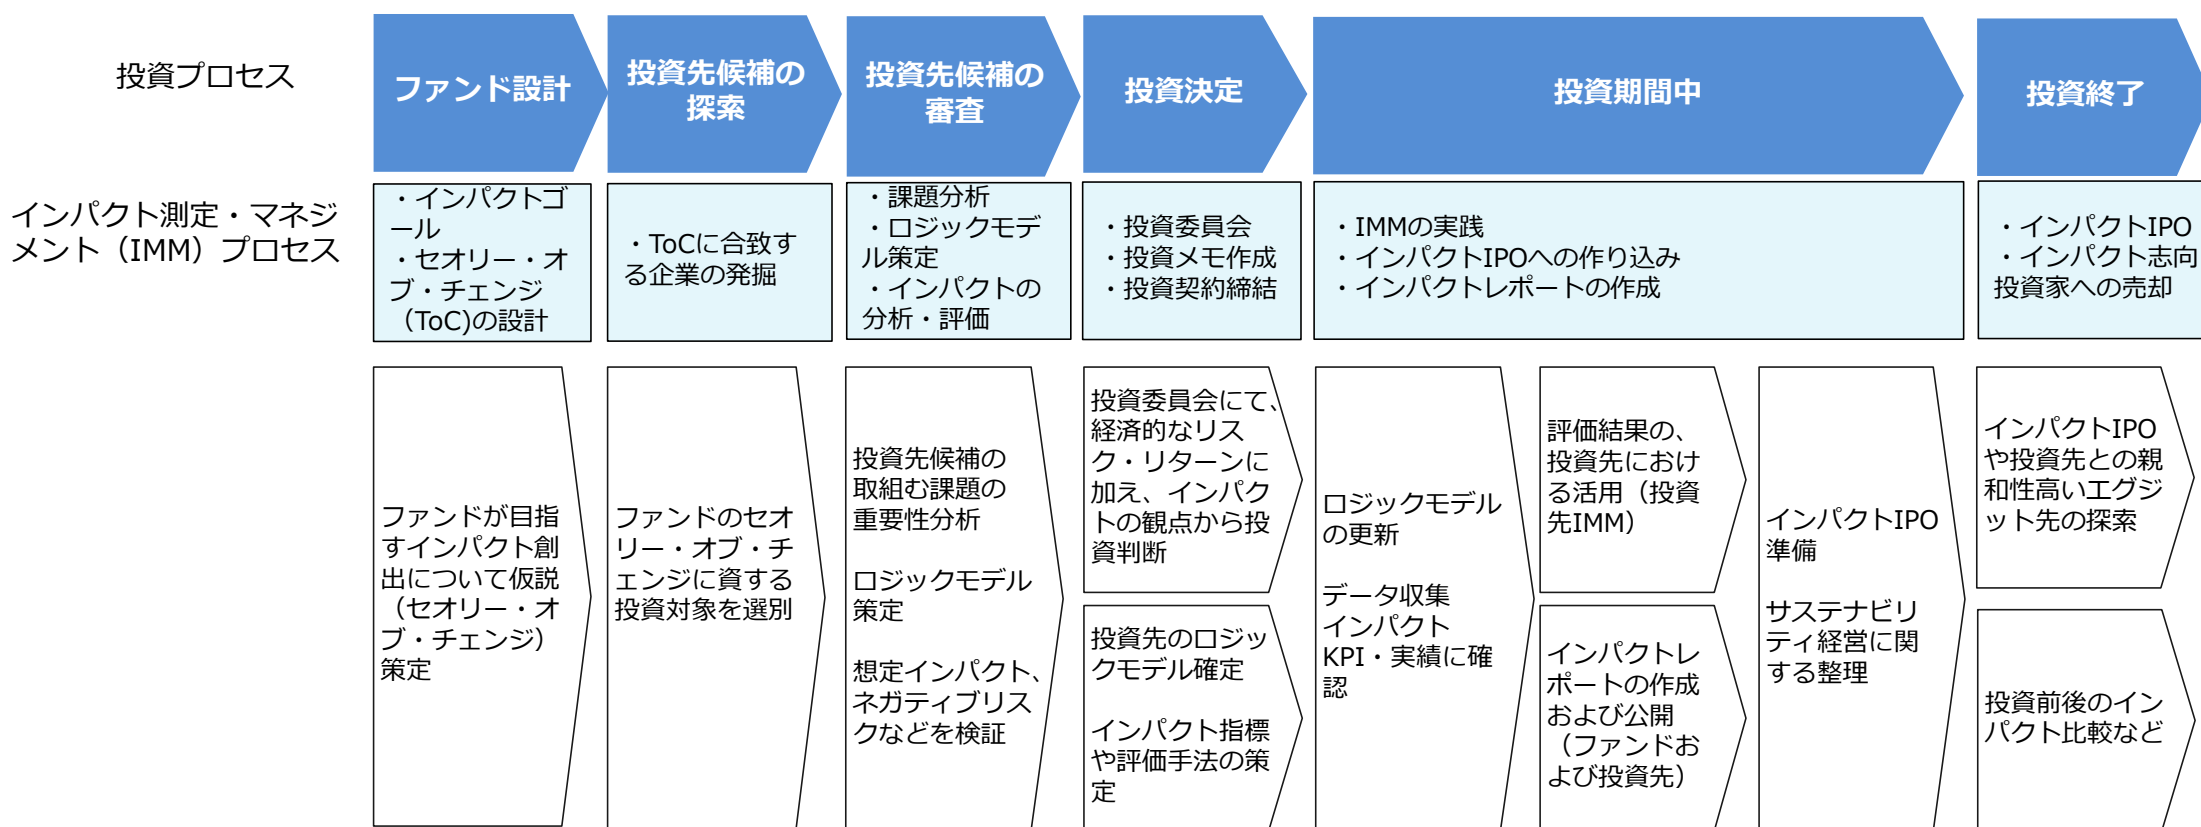 投資プロセス
ファンド設計
投資先候補の
探索
投資先候補の
審査
投資決定
投資期間中
投資終了
インパクト測定・マネジ
メント（IMM）プロセス
・インパクトゴ
ール
・セオリー・オ
ブ・チェンジ
（ToC)の設計
・ToCに合致す
る企業の発掘
・課題分析
・ロジックモデ
ル策定
・インパクトの
分析・評価
・投資委員会
・投資メモ作成
・投資契約締結
・IMMの実践
・インパクトIPOへの作り込み
・インパクトレポートの作成
・インパクトIPO
・インパクト志向
投資家への売却
ファンドが目指
すインパクト創
出について仮説
（セオリー・オ
ブ・チェンジ）
策定
ファンドのセオ
リー・オブ・チ
ェンジに資する
投資対象を選別
投資先候補の
取組む課題の
重要性分析
ロジックモデル
策定
想定インパクト、
ネガティブリス
クなどを検証
投資委員会にて、
経済的なリス
ク・リターンに
加え、インパク
トの観点から投
資判断
投資先のロジッ
クモデル確定
インパクト指標
や評価手法の策
定
ロジックモデル
の更新
データ収集
インパクト
KPI・実績に確
認
評価結果の、
投資先におけ
る活用（投資
先IMM）
インパクトレ
ポートの作成
および公開
（ファンドお
よび投資先）
インパクトIPO
準備
サステナビリ
ティ経営に関
する整理
インパクトIPO
や投資先との親
和性高いエグジ
ット先の探索
投資前後のイン
パクト比較など